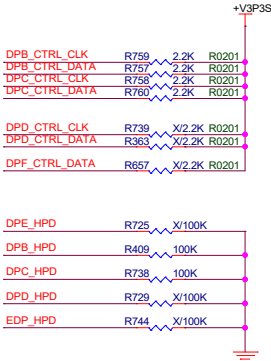 +V3P3S
DPB_CTRL_CLK R759 2.2K R0201
DPB_CTRL_DATA R757 2.2K R0201
DPC_CTRL_CLK R758 2.2K R0201
DPC_CTRL_DATA R760 2.2K R0201
DPD_CTRL_CLK R739 X/2.2K R0201
DPD_CTRL_DATA R363 X/2.2K R0201
DPF_CTRL_DATA R657 X/2.2K R0201
DPE_HPD R725 X/100K
DPB_HPD R409 100K
DPC_HPD R738 100K
DPD_HPD R729 X/100K
EDP_HPD R744 X/100K